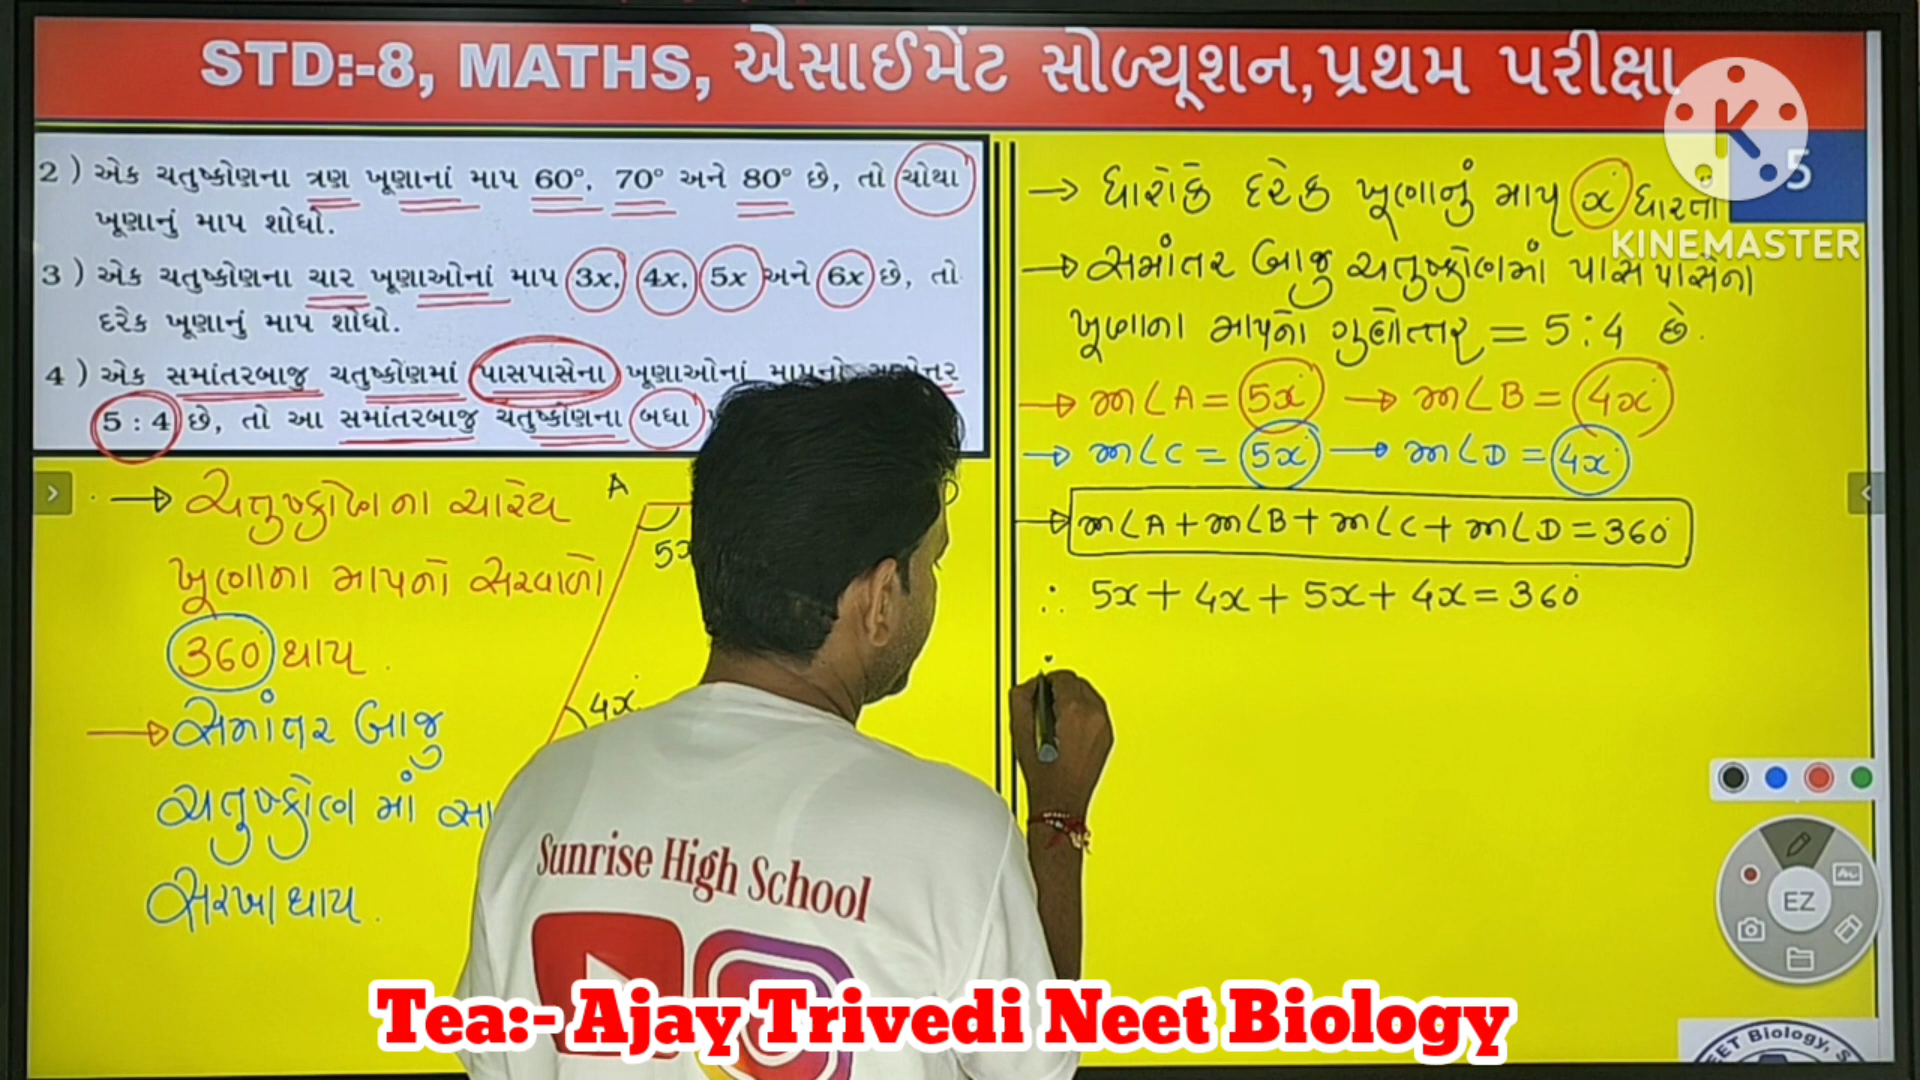 STD:-8, MATHS, એસાઈમેંટ સોળ્યૂશન,પ્રથમ પરીક્ષા
K
5
KINEMASTER
2 ) એક ચતુષ્કોણના ત્રણ ખૂણાનાં માપ 60°, 70° અને 80° છે, તો ચોથા
ખૂણાનું માપ શોધો.
3 ) એક ચતુષ્કોણના ચાર ખૂણાઓનાં માપ 3x, 4x, 5x અને 6x છે, તો
દરેક ખૂણાનું માપ શોધો.
4 ) એક સમાંતરબાજુ ચતુષ્કોણમાં પાસપાસેના ખૂણાઓનાં
5 : 4 છે, તો આ સમાંતરબાજુ ચતુષ્કોણના બધા
→ ચતુષ્કોણના ચારેય
ખૂણાના માપનો સરવાળો
360 થાય.
→ સમાંતર બાજુ
ચતુષ્કોણ માં સા
સરખા થાય.
A
5x
4x
→ ધારોકે દરેક ખૂણાનું માપ x ધારતા
→ સમાંતર બાજુ ચતુષ્કોણમાં પાસપાસેના
ખૂણાના માપનો ગુણોત્તર = 5:4 છે.
→ m∠A = 5x → m∠B = 4x
→ m∠C = 5x → m∠D = 4x
→ m∠A + m∠B + m∠C + m∠D = 360
∴ 5x + 4x + 5x + 4x = 360
EZ
Sunrise High School
Tea:- Ajay Trivedi Neet Biology
Biology,